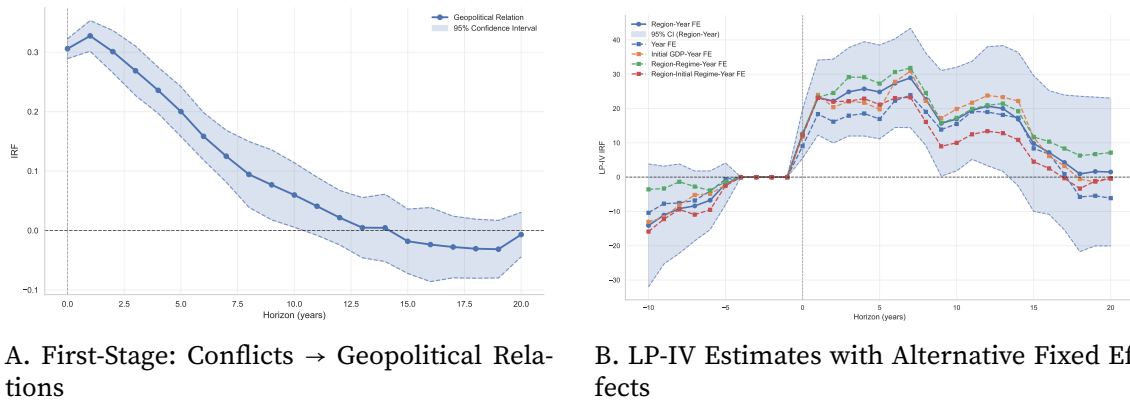 Geopolitical Relation
95% Confidence Interval
IRF
0.3
0.2
0.1
0.0
−0.1
0.0 2.5 5.0 7.5 10.0 12.5 15.0 17.5 20.0
Horizon (years)
A. First-Stage: Conflicts → Geopolitical Rela-
tions
Region-Year FE
95% CI (Region-Year)
Year FE
Initial GDP-Year FE
Region-Regime-Year FE
Region-Initial Regime-Year FE
LP-IV IRF
40
30
20
10
0
−10
−20
−30
−10 −5 0 5 10 15 20
Horizon (years)
B. LP-IV Estimates with Alternative Fixed Ef
fects